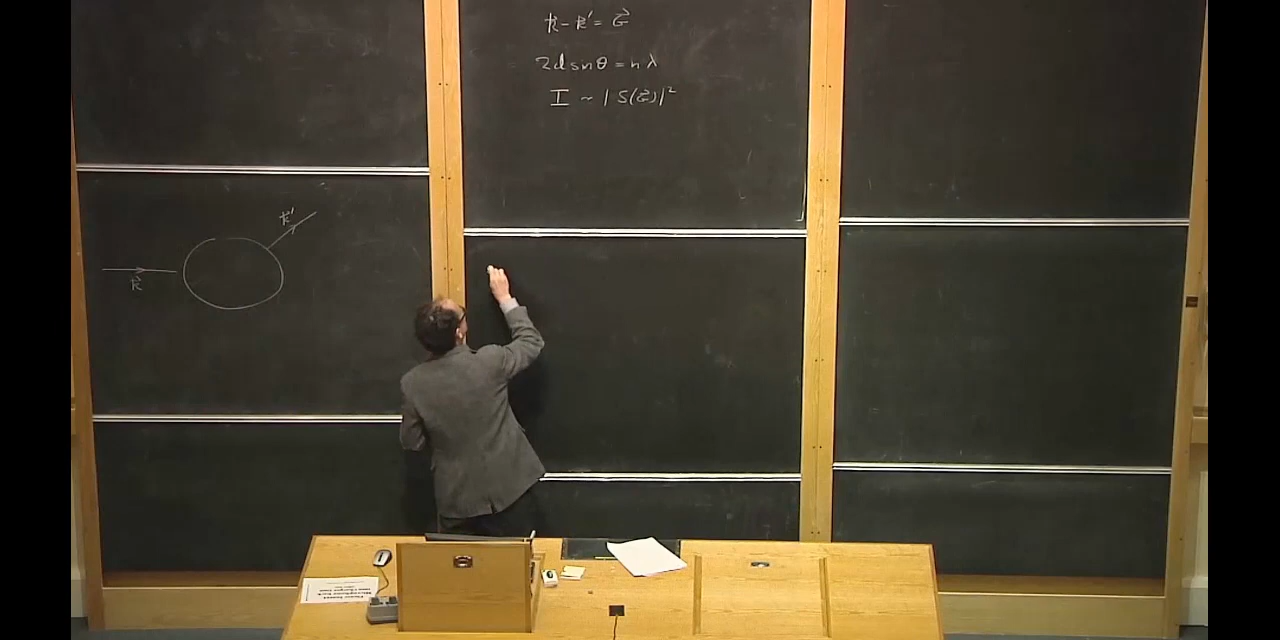 k - k' = G⃗
2d sin θ = n λ
I ~ |S(G⃗)|²
k'
k